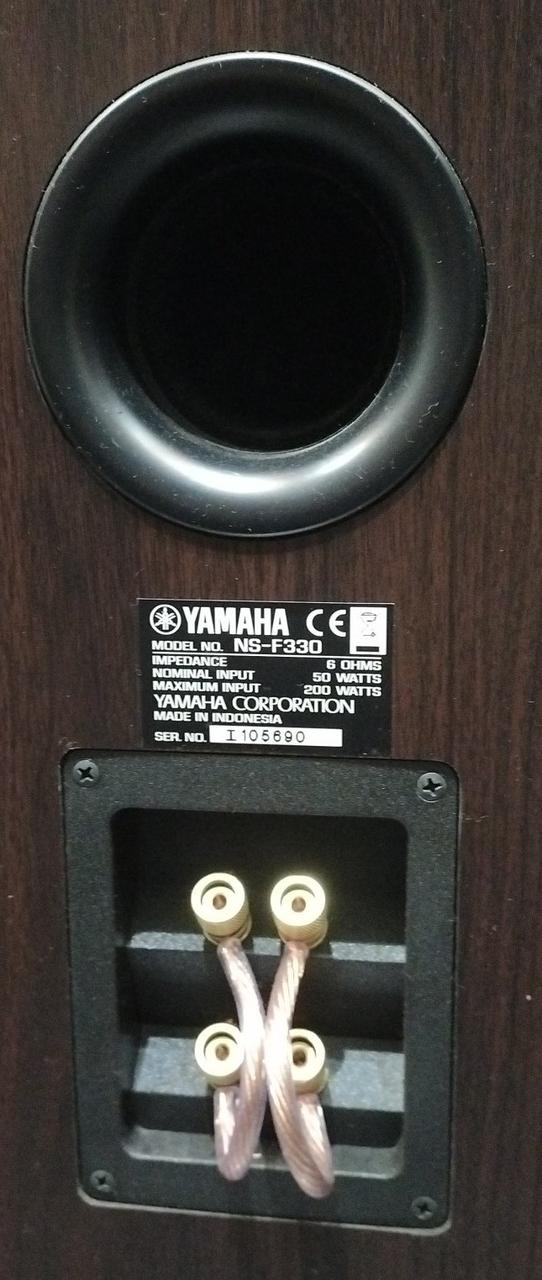 YAMAHA CE
MODEL NO. NS-F330
IMPEDANCE 6 OHMS
NOMINAL INPUT 50 WATTS
MAXIMUM INPUT 200 WATTS
YAMAHA CORPORATION
MADE IN INDONESIA
SER. NO. I 105690